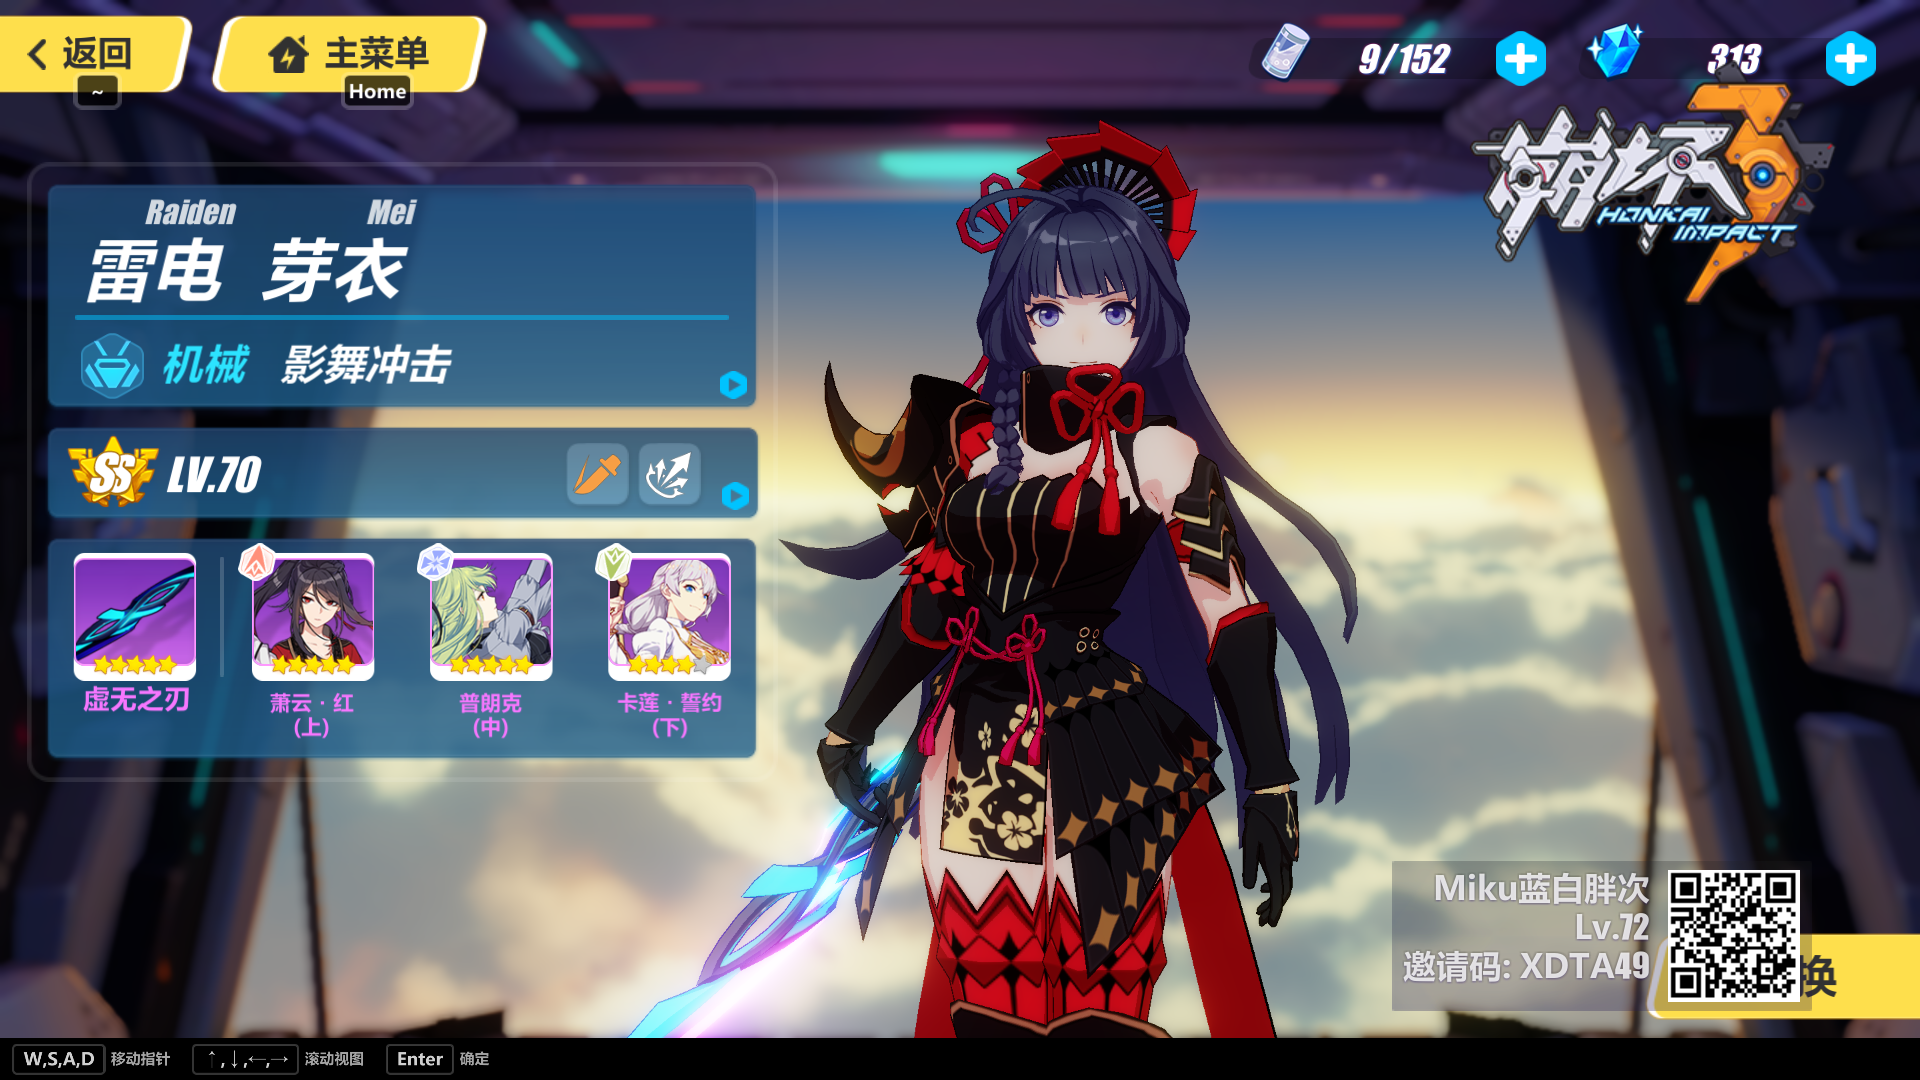 返回
~
主菜单
Home
9/152
313
崩坏3
HONKAI
IMPACT
Raiden Mei
雷电 芽衣
机械 影舞冲击
SS LV.70
虚无之刃
萧云·红
(上)
普朗克
(中)
卡莲·誓约
(下)
Miku蓝白胖次
Lv.72
邀请码: XDTA49
换
W,S,A,D 移动指针 ↑,↓,←,→ 滚动视图 Enter 确定